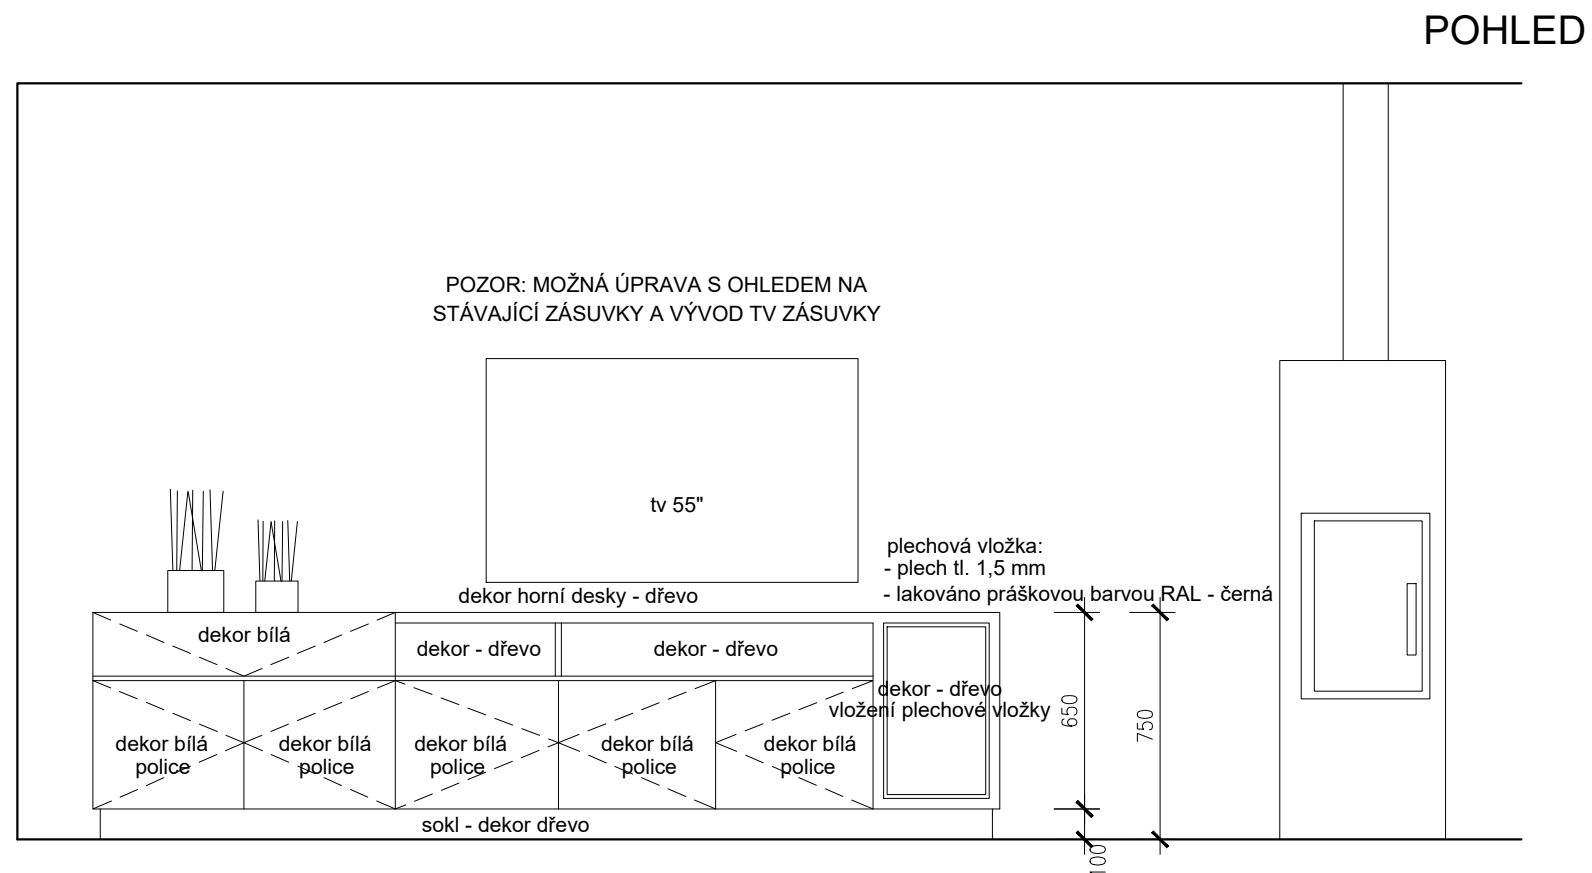 POHLED
POZOR: MOŽNÁ ÚPRAVA S OHLEDEM NA
STÁVAJÍCÍ ZÁSUVKY A VÝVOD TV ZÁSUVKY
tv 55"
plechová vložka:
- plech tl. 1,5 mm
- lakováno práškovou barvou RAL - černá
dekor horní desky - dřevo
dekor bílá
dekor - dřevo
dekor - dřevo
dekor - dřevo
vložení plechové vložky
dekor bílá
police
dekor bílá
police
dekor bílá
police
dekor bílá
police
dekor bílá
police
sokl - dekor dřevo
650
750
100